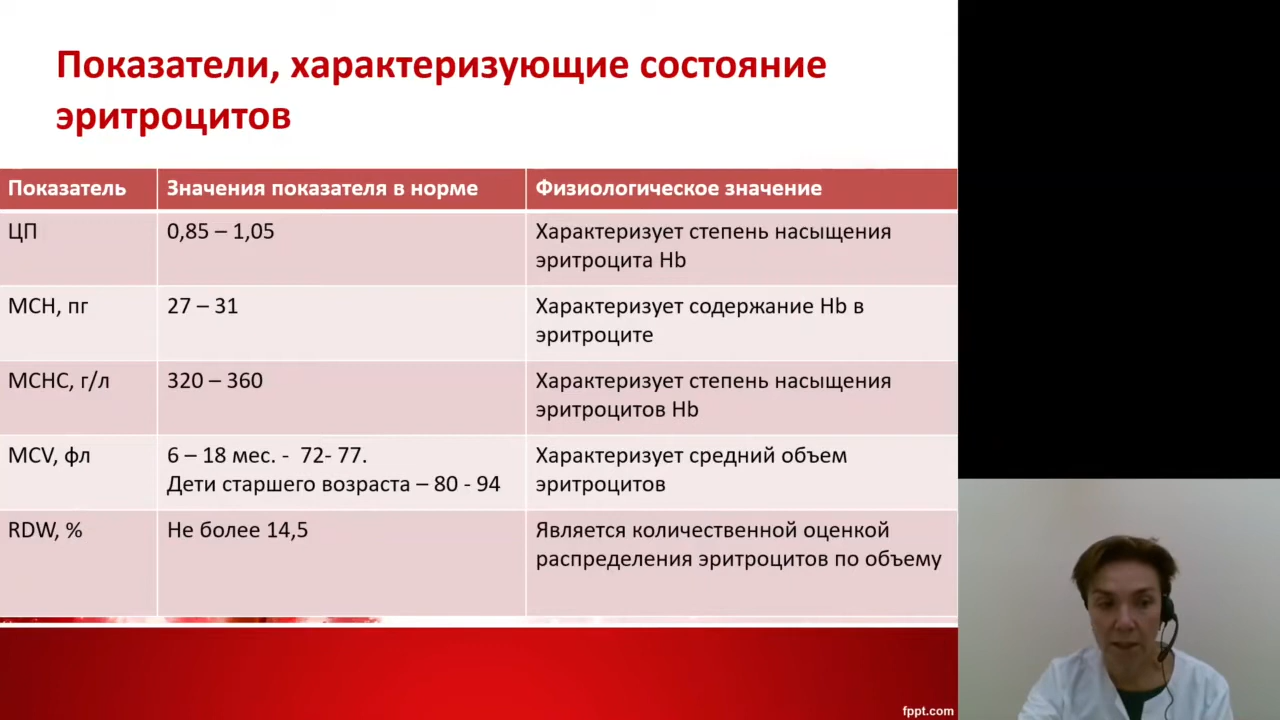 Показатели, характеризующие состояние
эритроцитов
Показатель
Значения показателя в норме
Физиологическое значение
ЦП
0,85 – 1,05
Характеризует степень насыщения
эритроцита Hb
МСН, пг
27 – 31
Характеризует содержание Hb в
эритроците
МСНС, г/л
320 – 360
Характеризует степень насыщения
эритроцитов Hb
MCV, фл
6 – 18 мес. - 72- 77.
Дети старшего возраста – 80 - 94
Характеризует средний объем
эритроцитов
RDW, %
Не более 14,5
Является количественной оценкой
распределения эритроцитов по объему
fppt.com